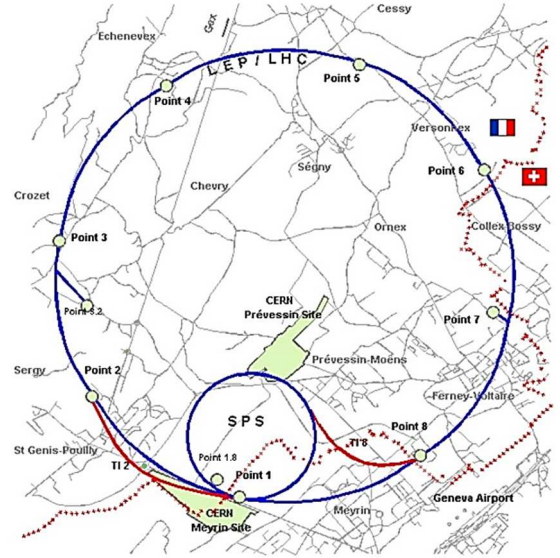 Cessy
Gex
Echenevex
LEP / LHC
Point 5
Point 4
Versonnex
Ségny
Point 6
Chevry
Crozet
Ornex
Collex-Bossy
Point 3
CERN
Prévessin Site
Point 3.2
Point 7
Prévessin-Moëns
Sergy
Point 2
Ferney-Voltaire
SPS
Point 8
St Genis-Pouilly
TI 8
Point 1.8
TI 2
Point 1
Geneva Airport
CERN
Meyrin Site
Meyrin